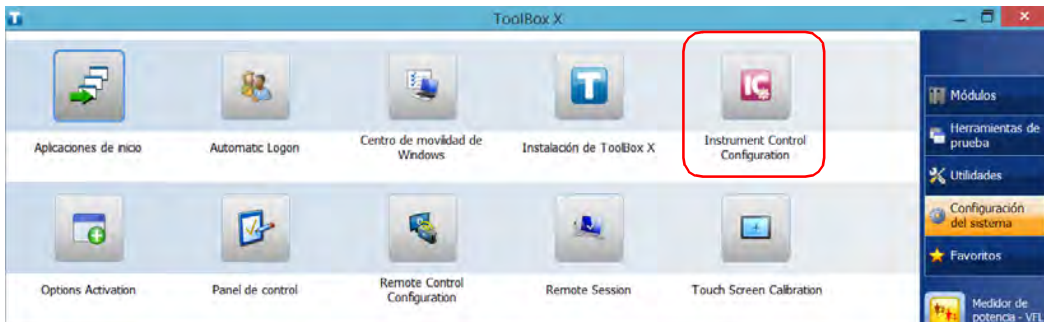 ToolBox X
Aplicaciones de inicio
Automatic Logon
Centro de movilidad de
Windows
Instalación de ToolBox X
Instrument Control
Configuration
Options Activation
Panel de control
Remote Control
Configuration
Remote Session
Touch Screen Calibration
Módulos
Herramientas de
prueba
Utilidades
Configuración
del sistema
Favoritos
Medidor de
potencia - VFL